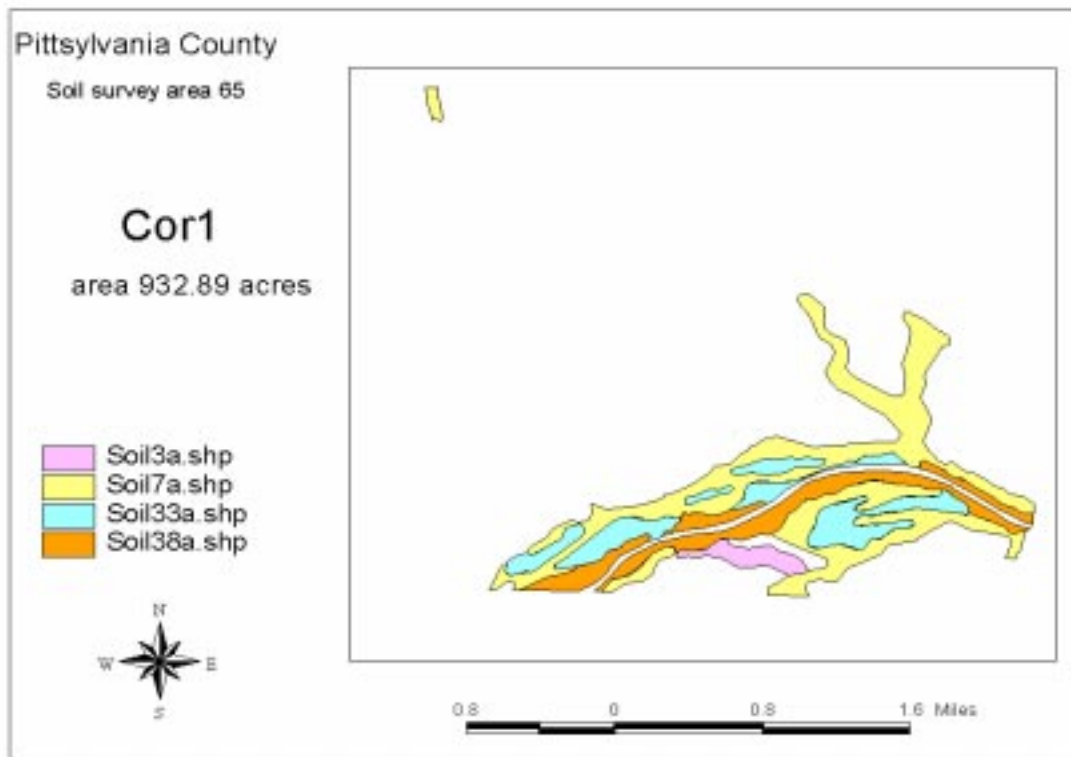 Pittsylvania County
Soil survey area 65
Cor1
area 932.89 acres
Soil3a.shp
Soil7a.shp
Soil33a.shp
Soil38a.shp
N
W E
S
0.8 0 0.8 1.6 Miles